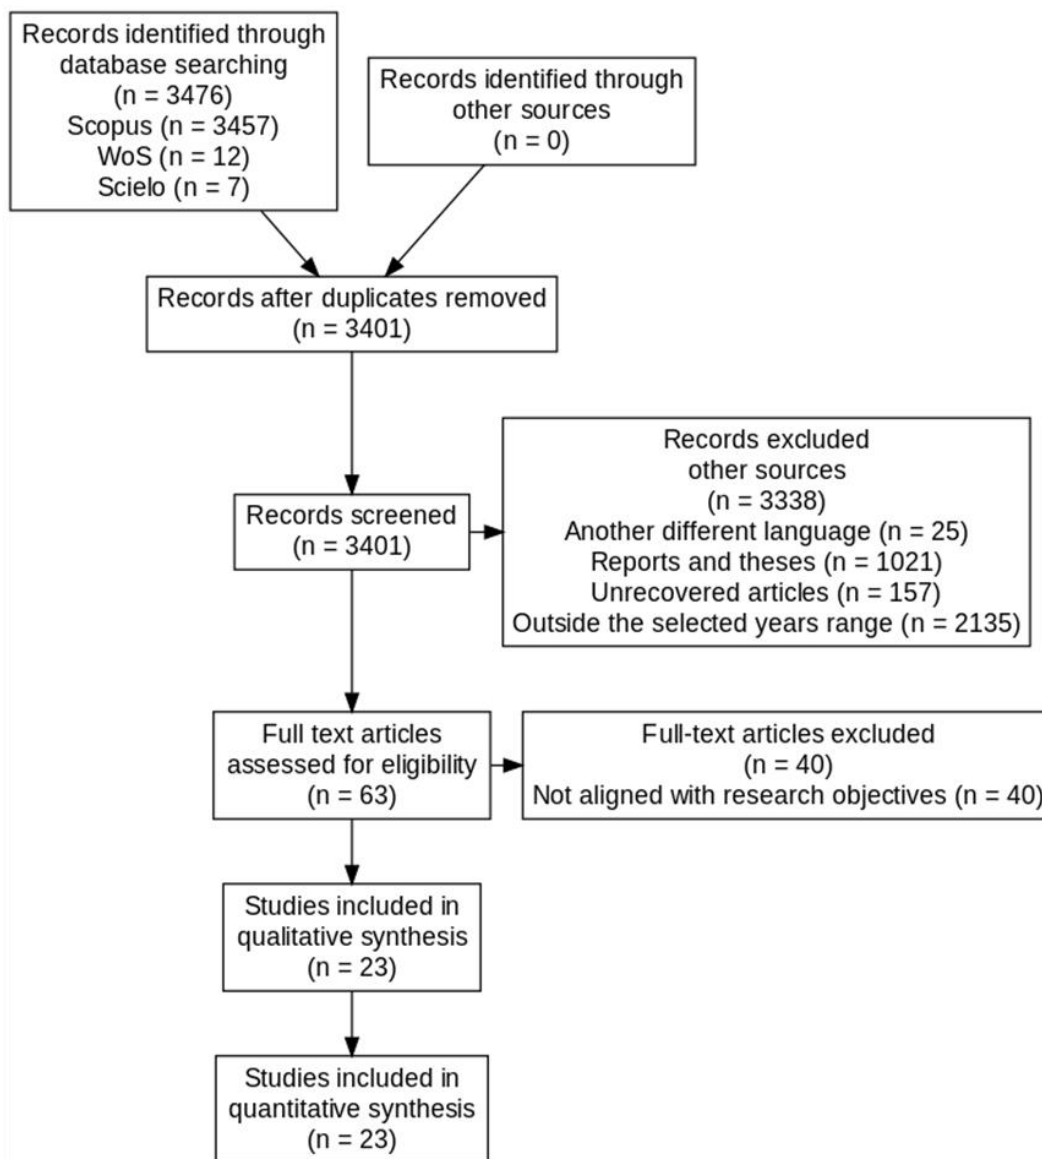 Records identified through
database searching
(n = 3476)
Scopus (n = 3457)
WoS (n = 12)
Scielo (n = 7)
Records identified through
other sources
(n = 0)
Records after duplicates removed
(n = 3401)
Records screened
(n = 3401)
Records excluded
other sources
(n = 3338)
Another different language (n = 25)
Reports and theses (n = 1021)
Unrecovered articles (n = 157)
Outside the selected years range (n = 2135)
Full text articles
assessed for eligibility
(n = 63)
Full-text articles excluded
(n = 40)
Not aligned with research objectives (n = 40)
Studies included in
qualitative synthesis
(n = 23)
Studies included in
quantitative synthesis
(n = 23)